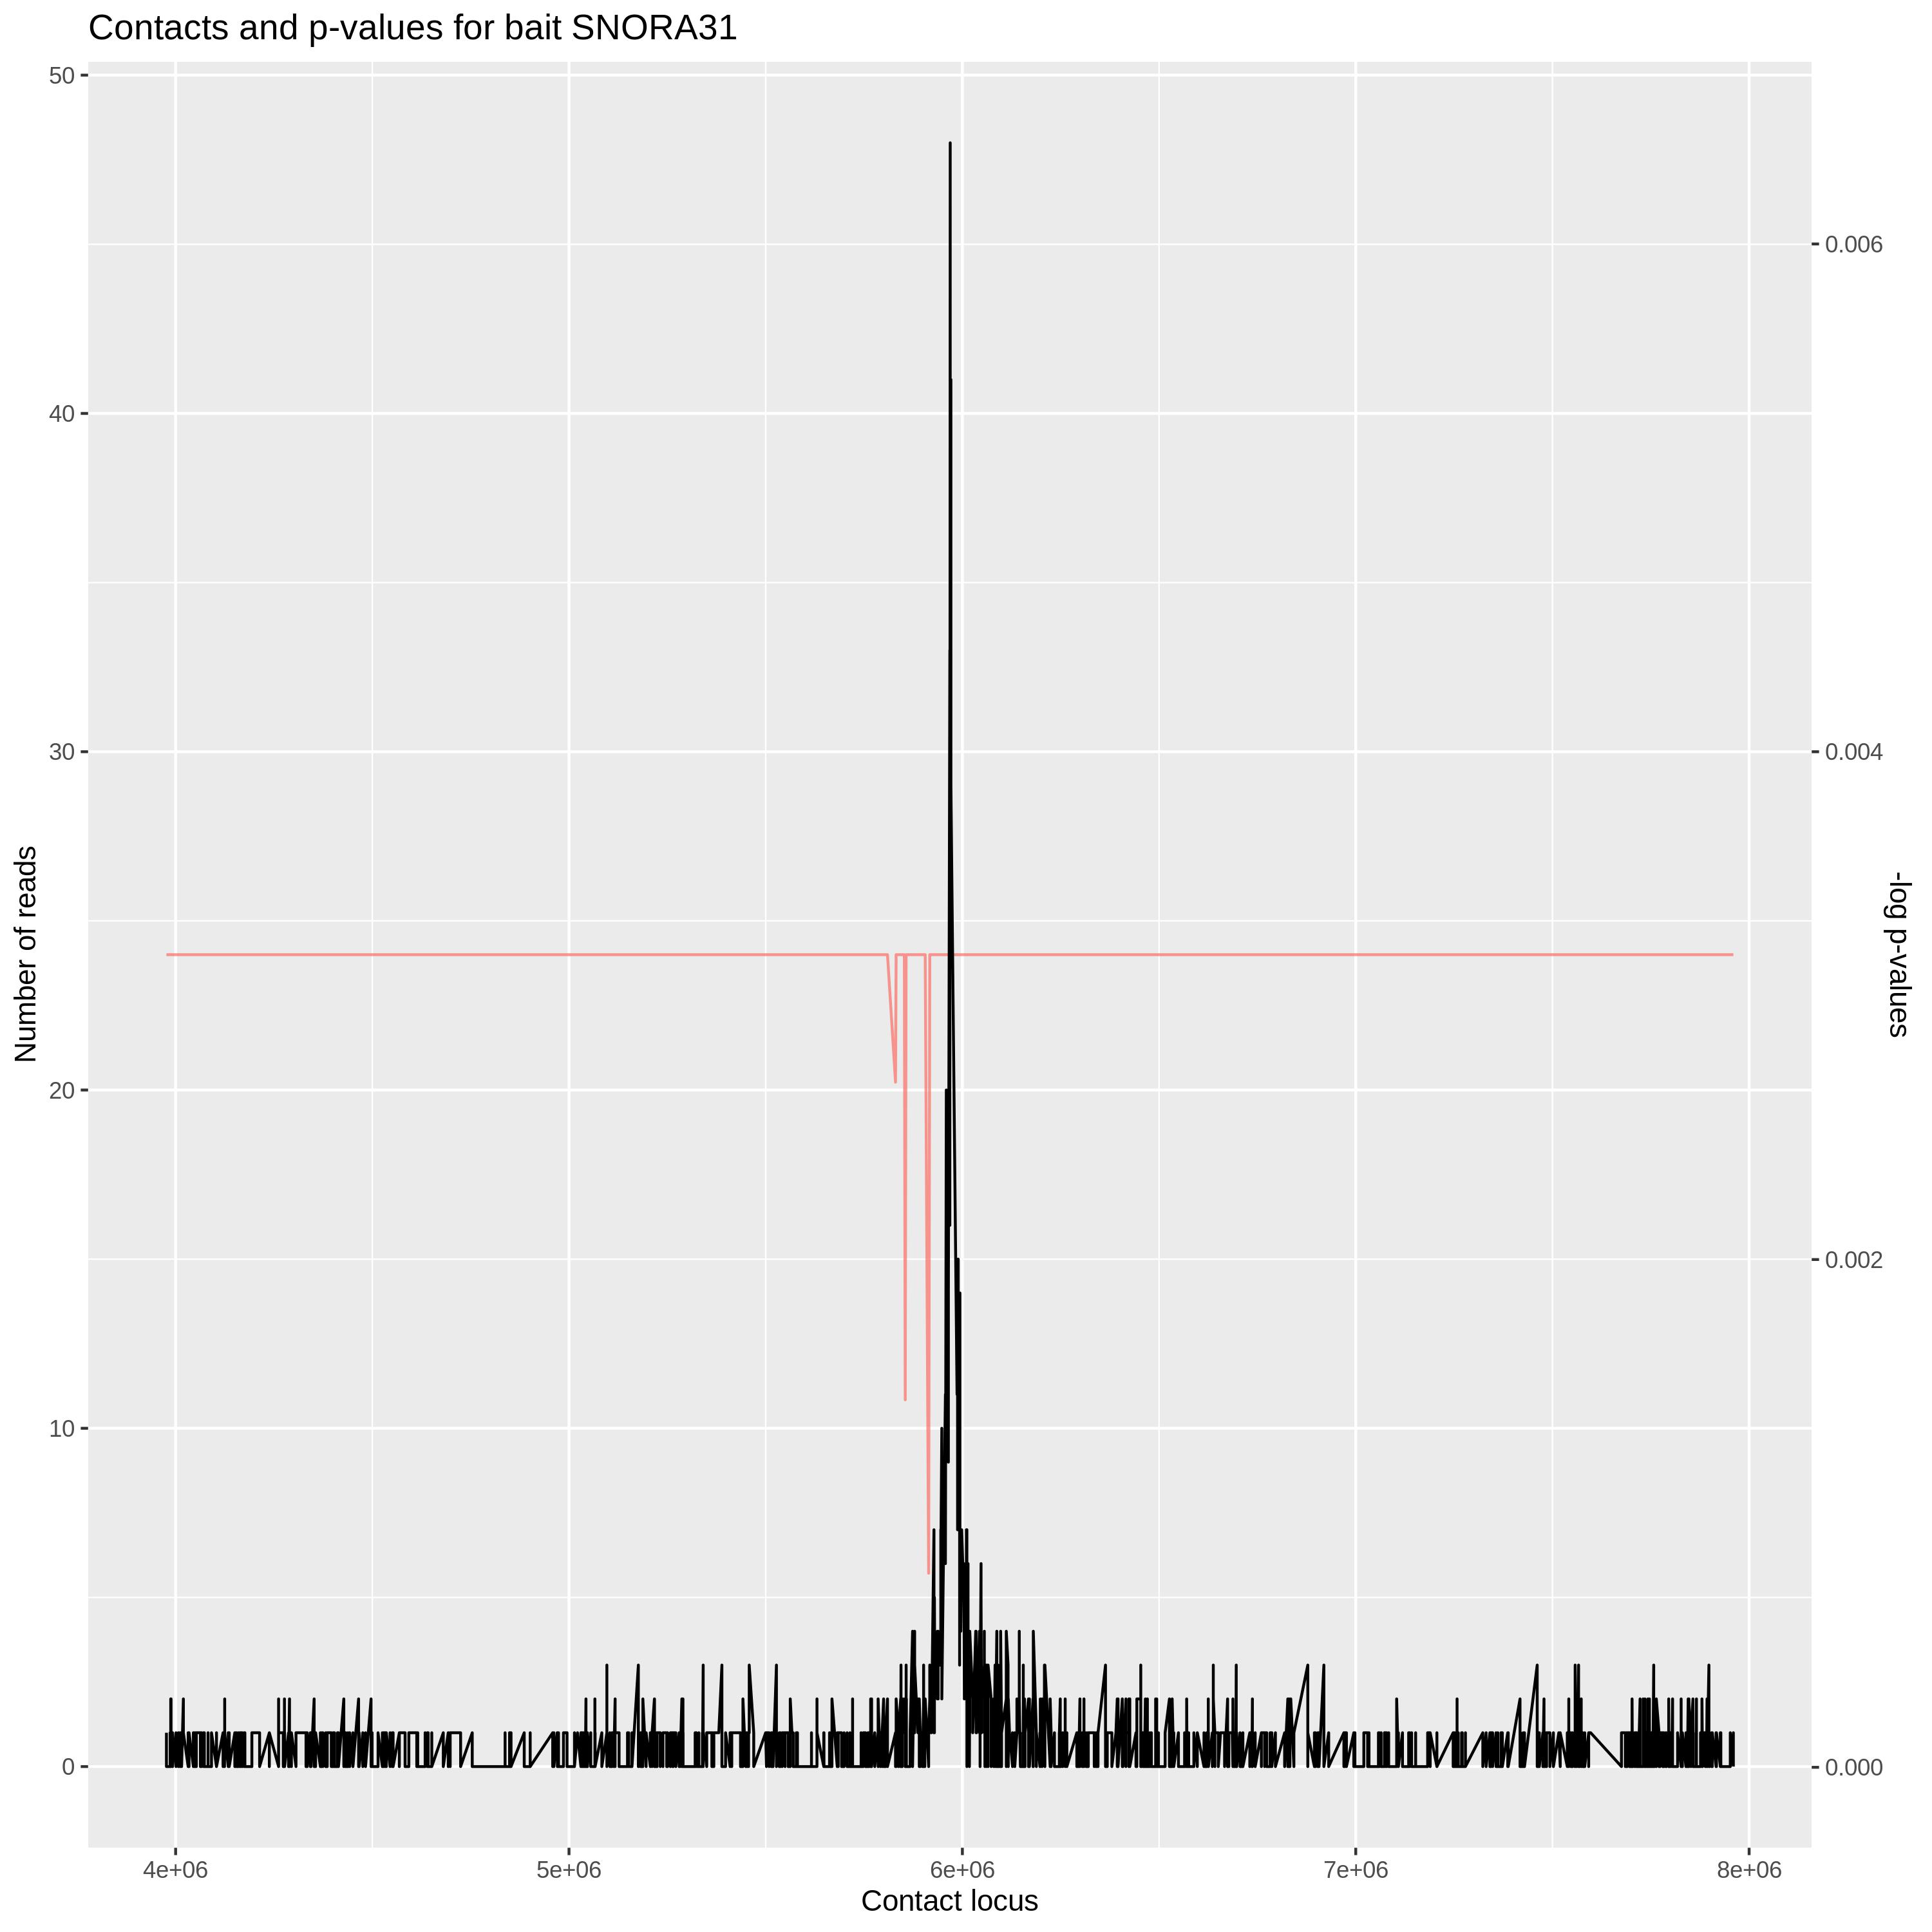 Contacts and p-values for bait SNORA31
50
40
30
20
10
0
Number of reads
0.006
0.004
0.002
0.000
-log p-values
4e+06
5e+06
6e+06
7e+06
8e+06
Contact locus